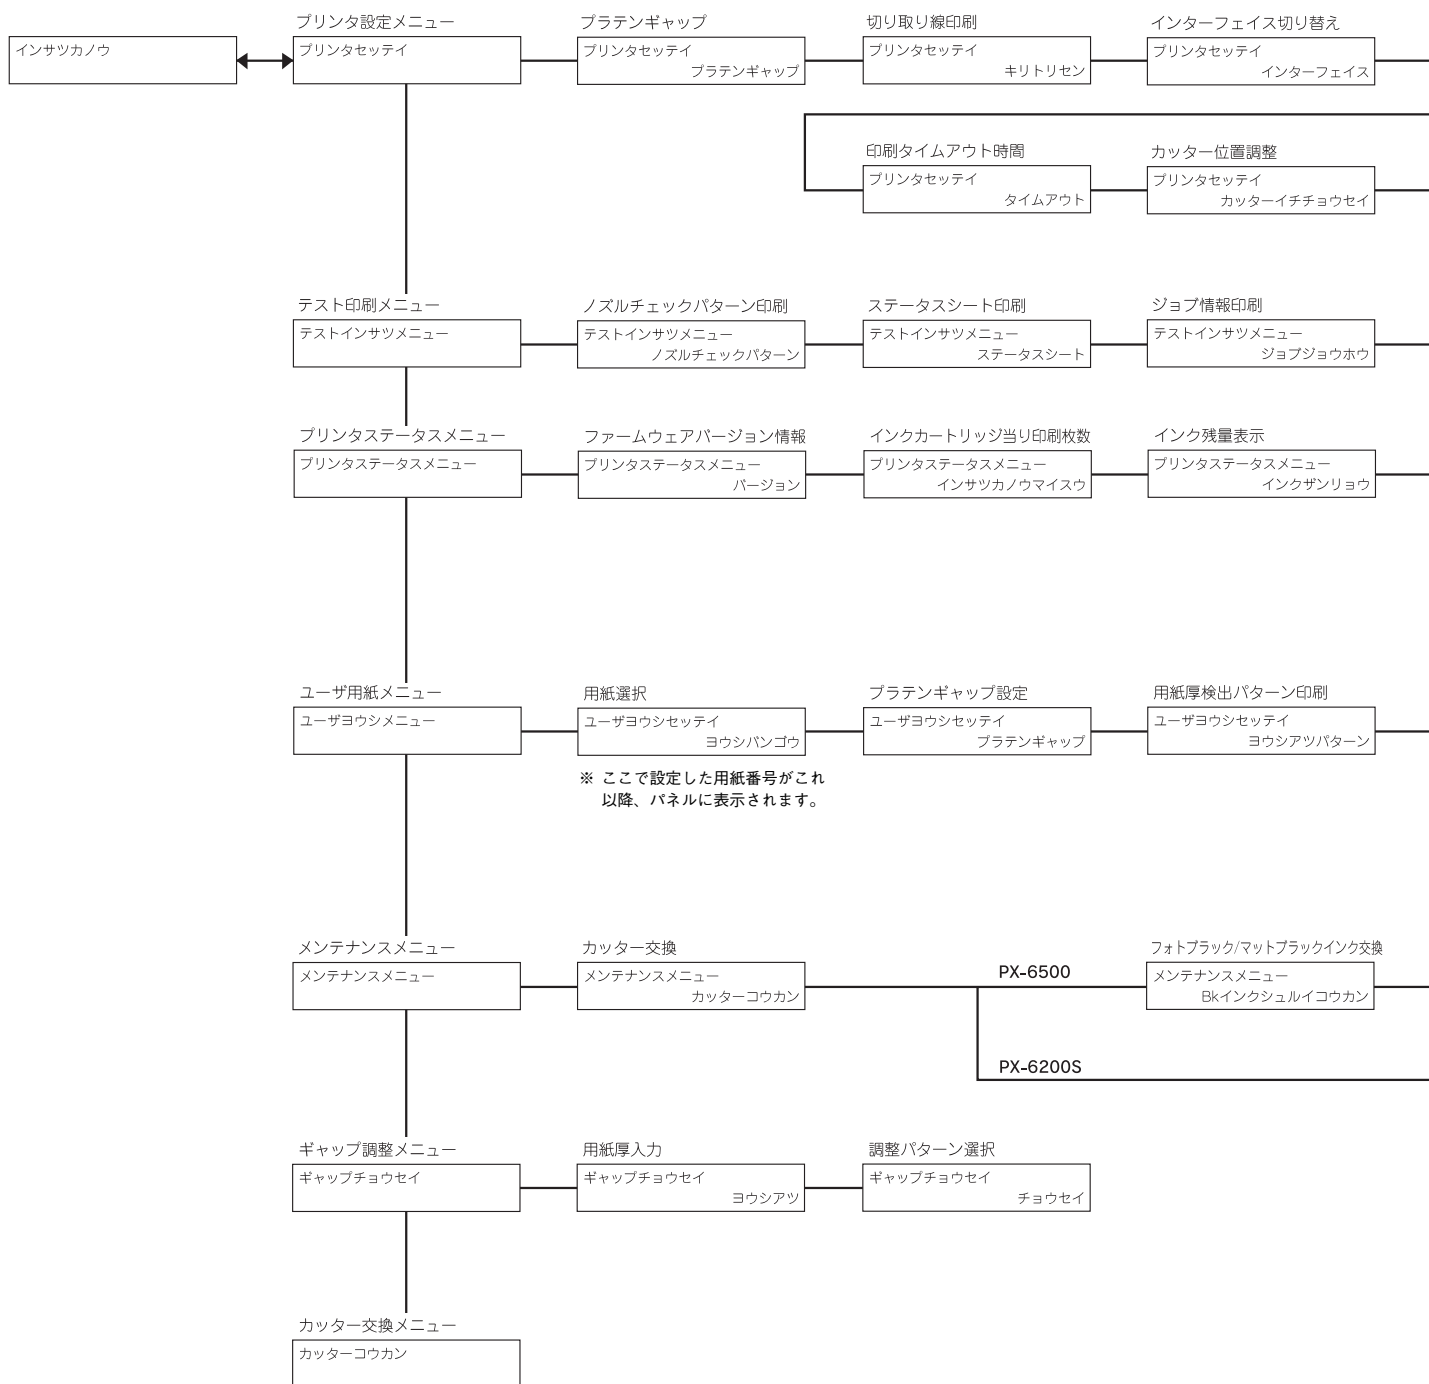 インサツカノウ
プリンタ設定メニュー
プリンタセッテイ
プラテンギャップ
プリンタセッテイ
プラテンギャップ
切り取り線印刷
プリンタセッテイ
キリトリセン
インターフェイス切り替え
プリンタセッテイ
インターフェイス
印刷タイムアウト時間
プリンタセッテイ
タイムアウト
カッター位置調整
プリンタセッテイ
カッターイチチョウセイ
テスト印刷メニュー
テストインサツメニュー
ノズルチェックパターン印刷
テストインサツメニュー
ノズルチェックパターン
ステータスシート印刷
テストインサツメニュー
ステータスシート
ジョブ情報印刷
テストインサツメニュー
ジョブジョウホウ
プリンタステータスメニュー
プリンタステータスメニュー
ファームウェアバージョン情報
プリンタステータスメニュー
バージョン
インクカートリッジ当り印刷枚数
プリンタステータスメニュー
インサツカノウマイスウ
インク残量表示
プリンタステータスメニュー
インクザンリョウ
ユーザ用紙メニュー
ユーザヨウシメニュー
用紙選択
ユーザヨウシセッテイ
ヨウシバンゴウ
※ ここで設定した用紙番号がこれ
以降、パネルに表示されます。
プラテンギャップ設定
ユーザヨウシセッテイ
プラテンギャップ
用紙厚検出パターン印刷
ユーザヨウシセッテイ
ヨウシアツパターン
メンテナンスメニュー
メンテナンスメニュー
カッター交換
メンテナンスメニュー
カッターコウカン
PX-6500
フォトブラック/マットブラックインク交換
メンテナンスメニュー
Bkインクシュルイコウカン
PX-6200S
ギャップ調整メニュー
ギャップチョウセイ
用紙厚入力
ギャップチョウセイ
ヨウシアツ
調整パターン選択
ギャップチョウセイ
チョウセイ
カッター交換メニュー
カッターコウカン